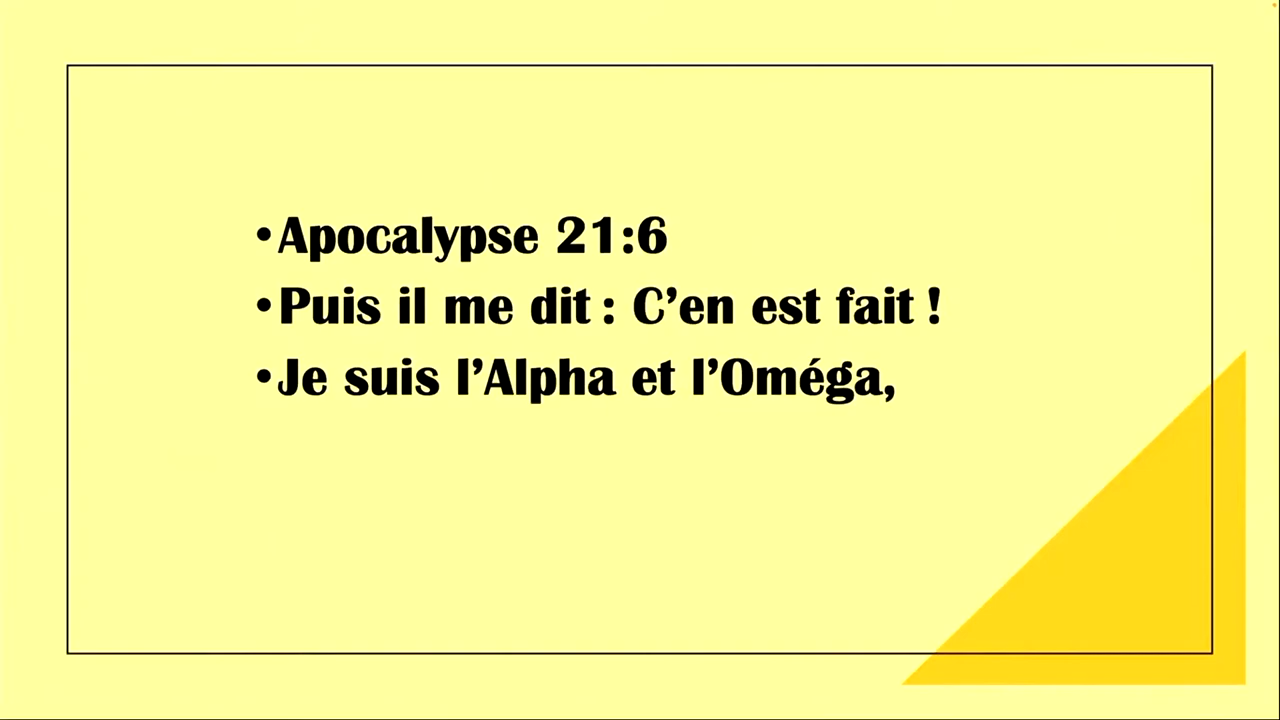 •Apocalypse 21:6
•Puis il me dit : C’en est fait !
•Je suis l’Alpha et l’Oméga,